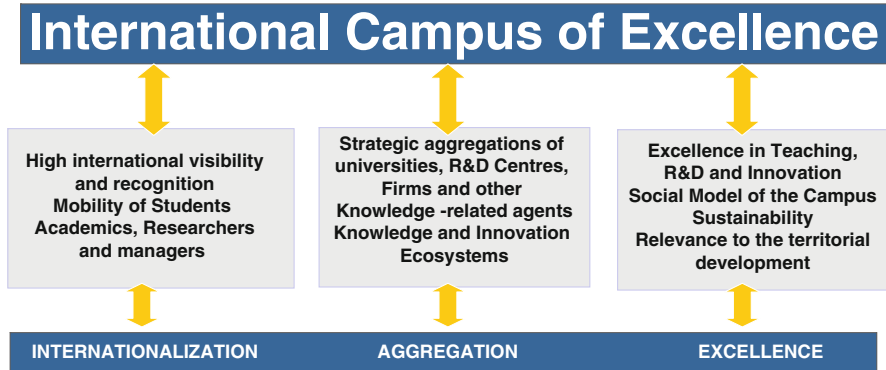 International Campus of Excellence
High international visibility
and recognition
Mobility of Students
Academics, Researchers
and managers
Strategic aggregations of
universities, R&D Centres,
Firms and other
Knowledge -related agents
Knowledge and Innovation
Ecosystems
Excellence in Teaching,
R&D and Innovation
Social Model of the Campus
Sustainability
Relevance to the territorial
development
INTERNATIONALIZATION
AGGREGATION
EXCELLENCE